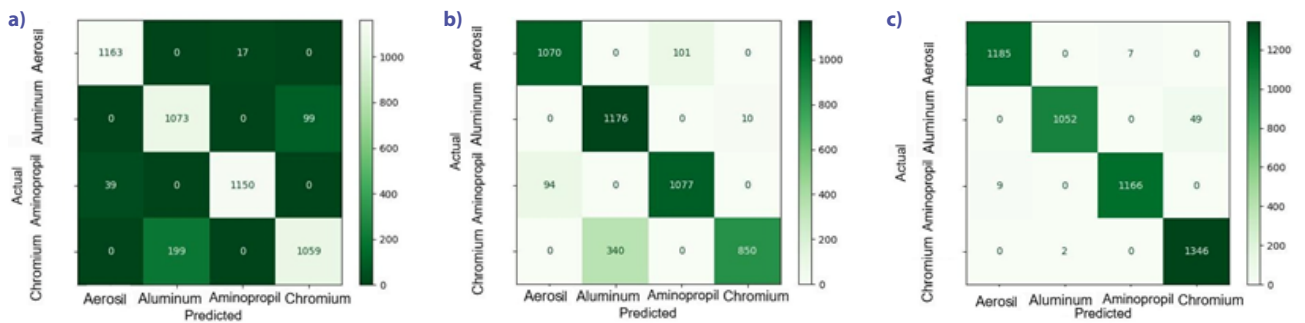 a)
Actual
Aerosil
Aluminum
Aminopropil
Chromium
1163 0 17 0
0 1073 0 99
39 0 1150 0
0 199 0 1059
Aerosil Aluminum Aminopropil Chromium
Predicted
1000
800
600
400
200
0
b)
Actual
Aerosil
Aluminum
Aminopropil
Chromium
1070 0 101 0
0 1176 0 10
94 0 1077 0
0 340 0 850
Aerosil Aluminum Aminopropil Chromium
Predicted
1000
800
600
400
200
0
c)
Actual
Aerosil
Aluminum
Aminopropil
Chromium
1185 0 7 0
0 1052 0 49
9 0 1166 0
0 2 0 1346
Aerosil Aluminum Aminopropil Chromium
Predicted
1200
1000
800
600
400
200
0